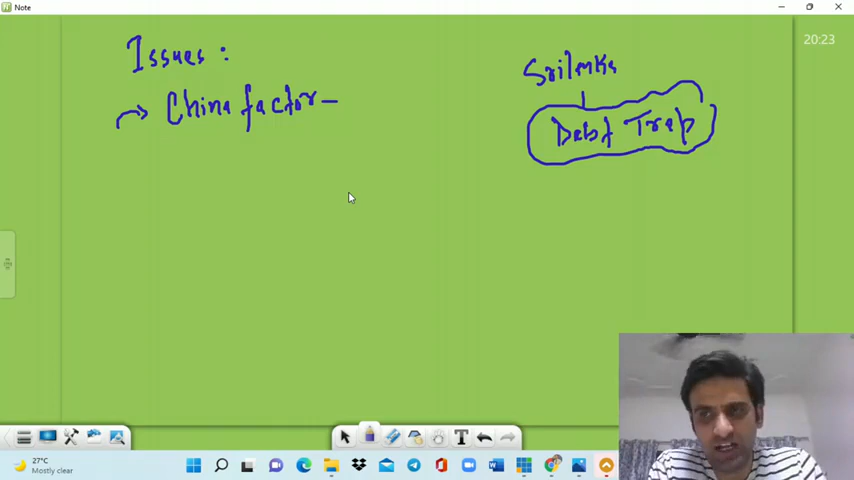 Note
20:23
Issues :
→ China factor -
Srilanka
Debt Trap
27°C
Mostly clear